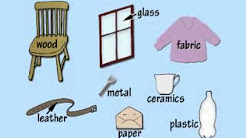 glass
wood
fabric
metal
ceramics
leather
paper
plastic